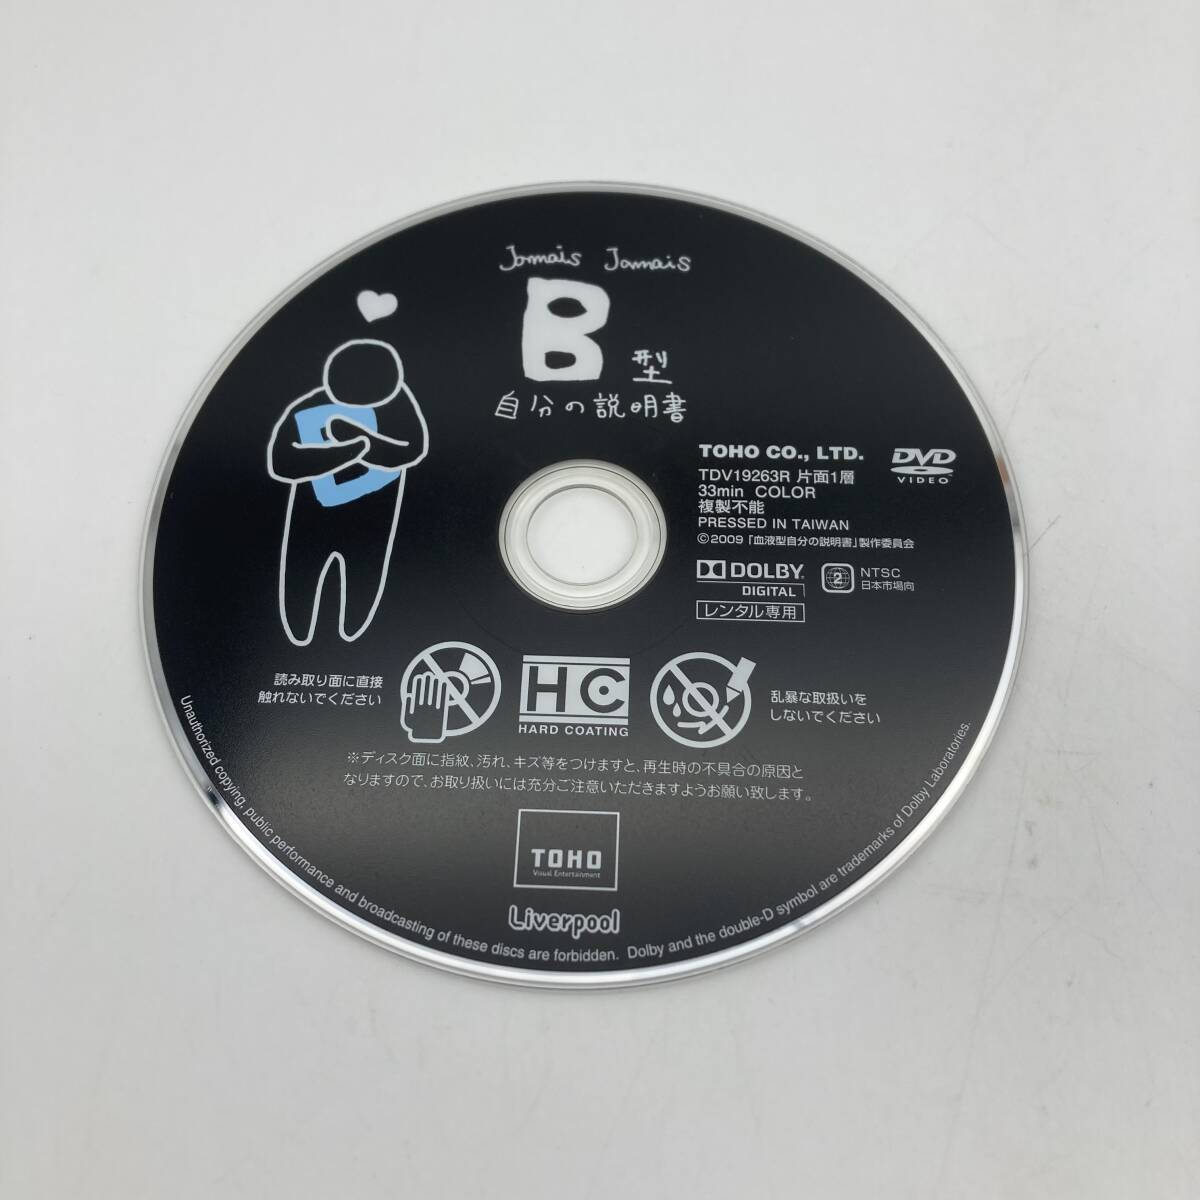 Jamais Jamais
B型
自分の説明書
TOHO CO., LTD.
TDV19263R 片面1層
33min COLOR
複製不能
PRESSED IN TAIWAN
©2009「血液型自分の説明書」製作委員会
DVD
VIDEO
DOLBY
DIGITAL
2
NTSC
日本市場向
レンタル専用
読み取り面に直接
触れないでください
HC
HARD COATING
乱暴な取扱いを
しないでください
※ディスク面に指紋、汚れ、キズ等をつけますと、再生時の不具合の原因と
なりますので、お取り扱いには充分ご注意いただきますようお願い致します。
TOHO
Visual Entertainment
Liverpool
Unauthorized copying, public performance and broadcasting of these discs are forbidden. Dolby and the double-D symbol are trademarks of Dolby Laboratories.